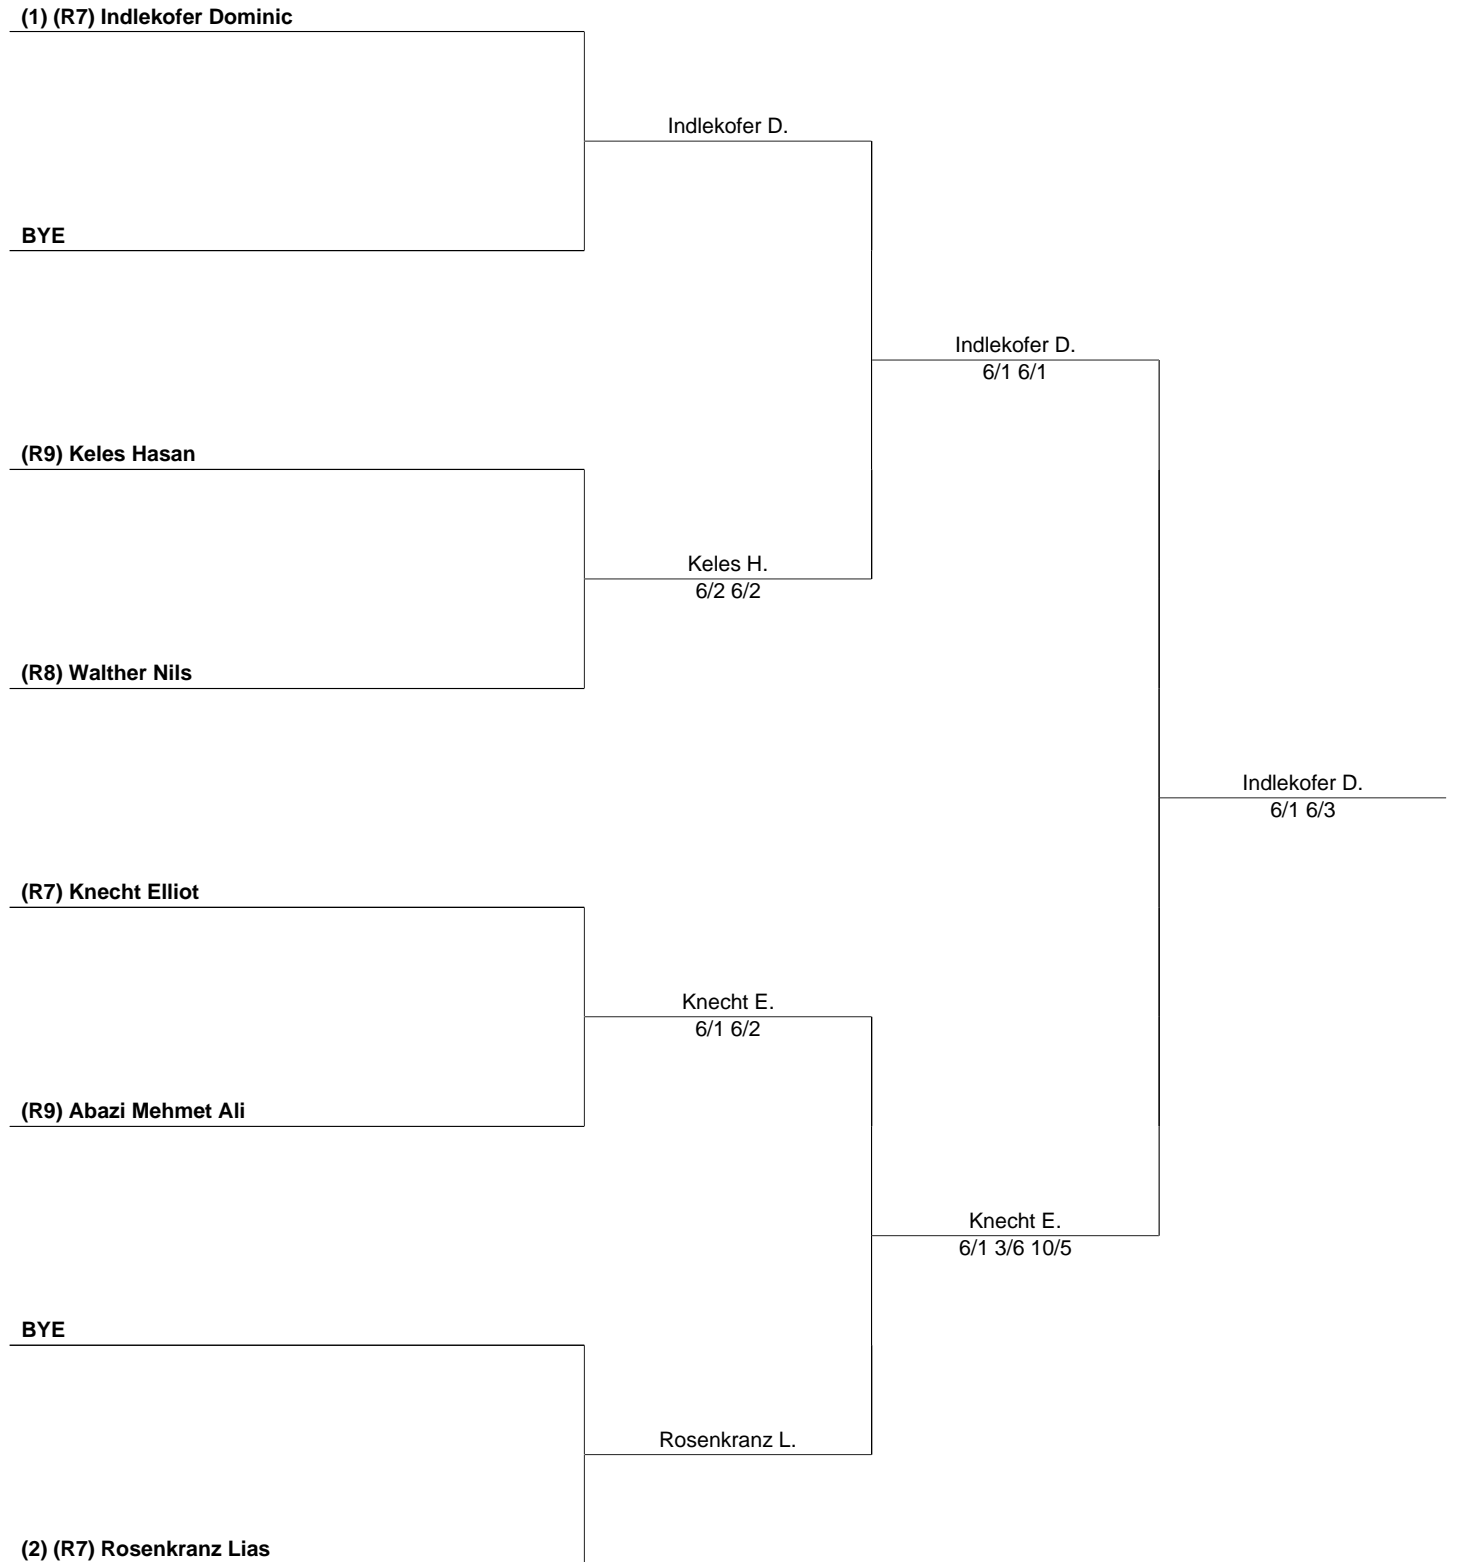 (1) (R7) Indlekofer Dominic
Indlekofer D.
BYE
Indlekofer D.
6/1 6/1
(R9) Keles Hasan
Keles H.
6/2 6/2
(R8) Walther Nils
Indlekofer D.
6/1 6/3
(R7) Knecht Elliot
Knecht E.
6/1 6/2
(R9) Abazi Mehmet Ali
Knecht E.
6/1 3/6 10/5
BYE
Rosenkranz L.
(2) (R7) Rosenkranz Lias